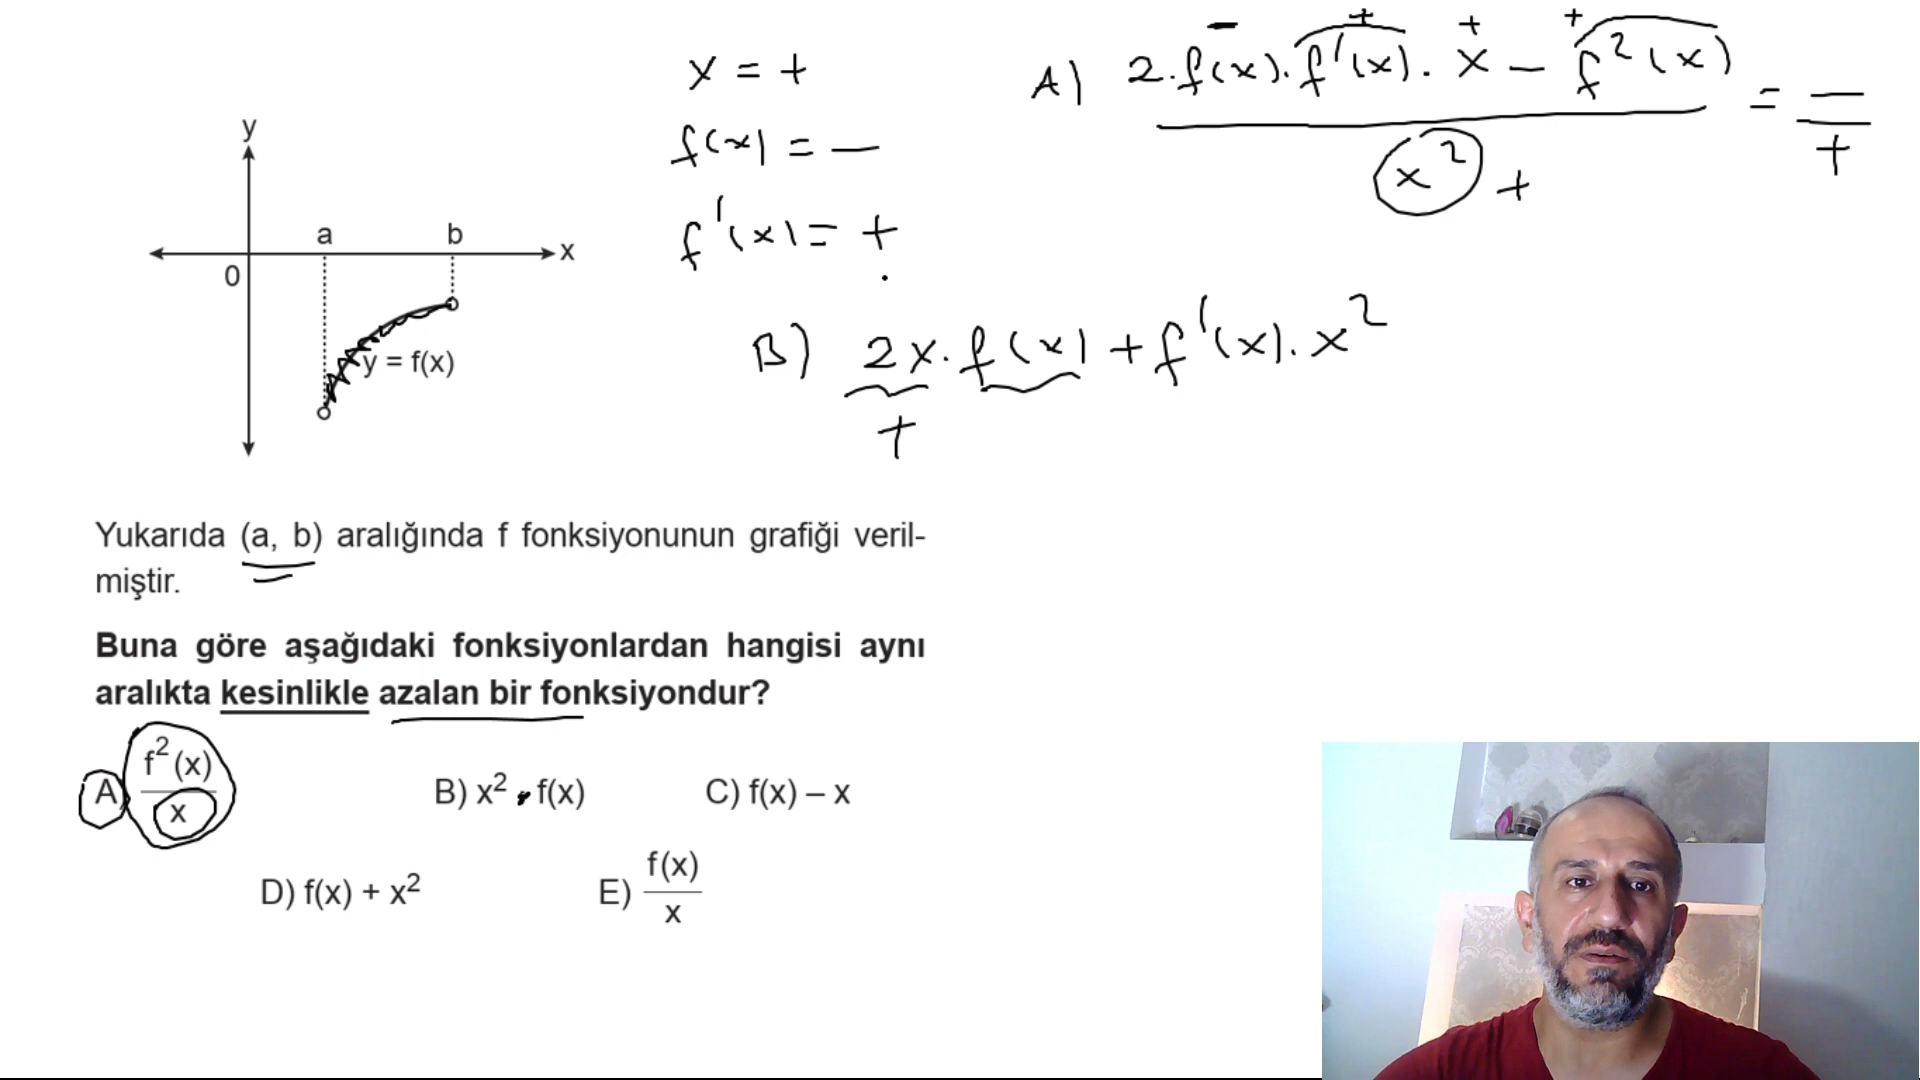 y
a
b
x
0
y = f(x)
x = +
f(x) = −
f'(x) = +
A) 2.f(x).f'(x).x − f²(x)
− + + +
x² +
= −
+
B) 2x.f(x) + f'(x).x²
+
Yukarıda (a, b) aralığında f fonksiyonunun grafiği veril-
miştir.
Buna göre aşağıdaki fonksiyonlardan hangisi aynı
aralıkta kesinlikle azalan bir fonksiyondur?
A) f²(x)
x
B) x² . f(x)
C) f(x) – x
D) f(x) + x²
E) f(x)
x